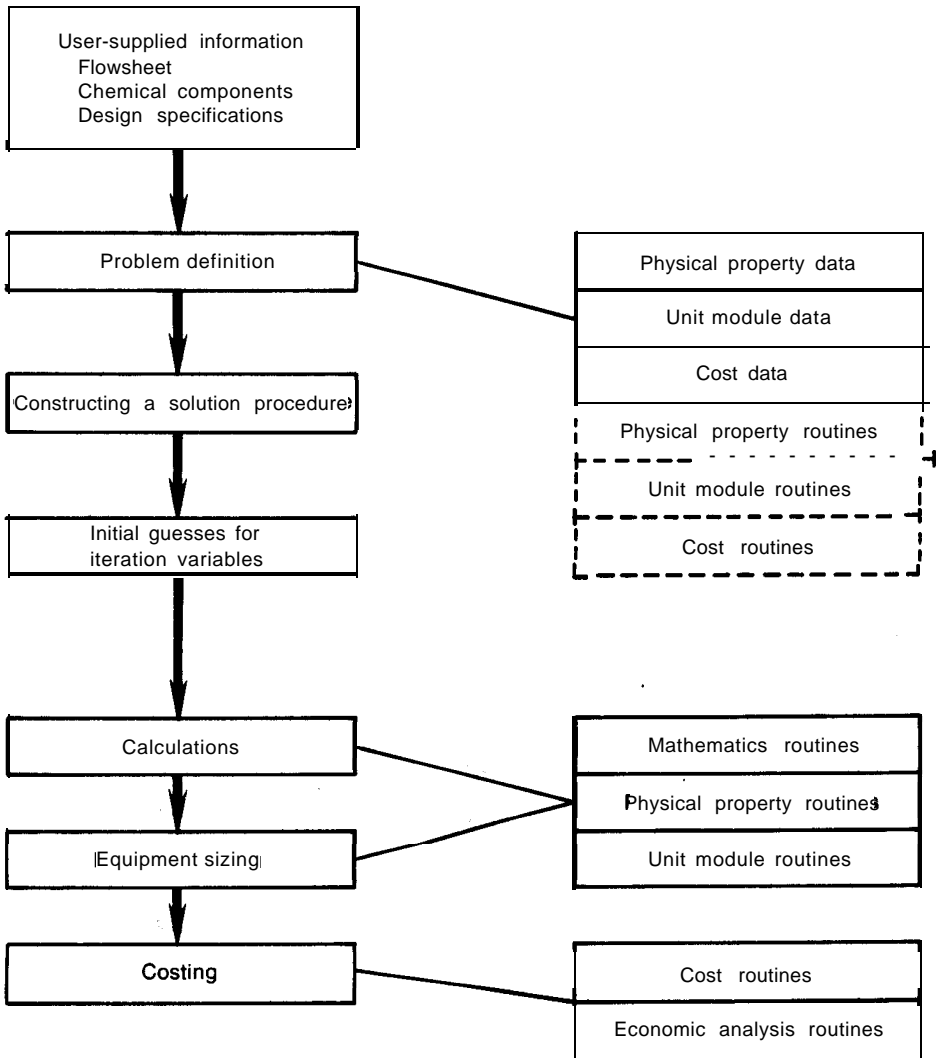 User-supplied information
Flowsheet
Chemical components
Design specifications
Problem definition
Physical property data
Unit module data
Cost data
Constructing a solution procedure
Physical property routines
Unit module routines
Cost routines
Initial guesses for
iteration variables
Calculations
Mathematics routines
Physical property routines
Equipment sizing
Unit module routines
Costing
Cost routines
Economic analysis routines